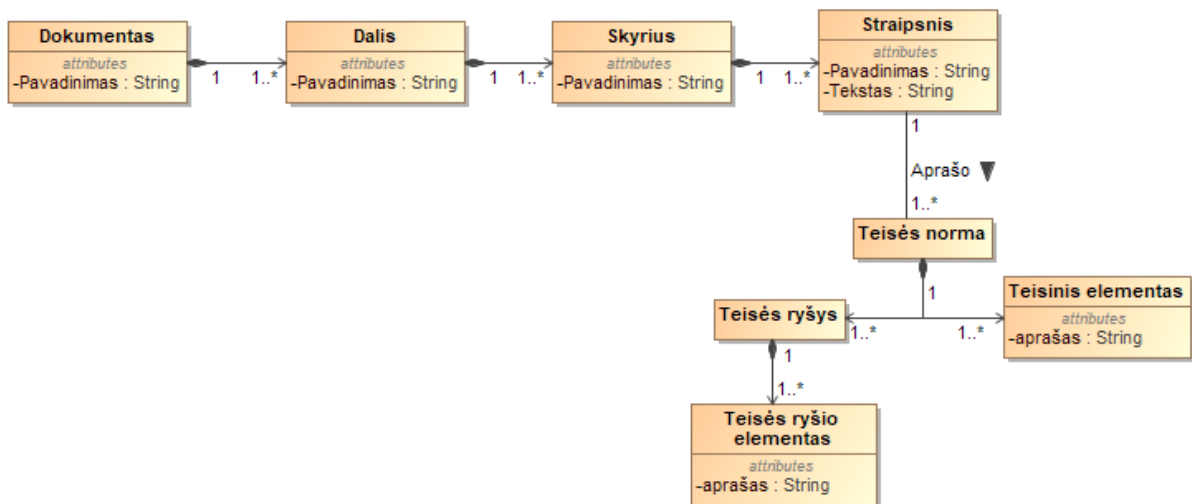 Dokumentas
attributes
-Pavadinimas : String
1
1..*
Dalis
attributes
-Pavadinimas : String
1
1..*
Skyrius
attributes
-Pavadinimas : String
1
1..*
Straipsnis
attributes
-Pavadinimas : String
-Tekstas : String
1
Aprašo ▼
1..*
Teisės norma
1
1..*
1..*
Teisės ryšys
1
1..*
Teisinis elementas
attributes
-aprašas : String
Teisės ryšio
elementas
attributes
-aprašas : String